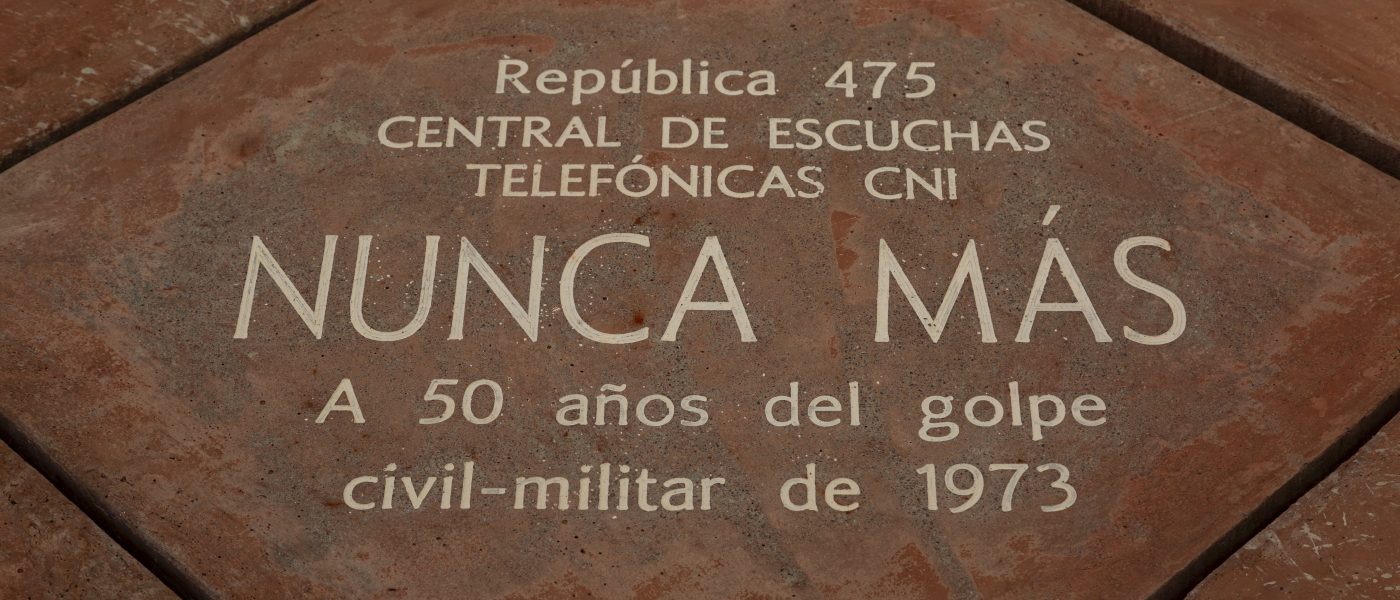 República 475
CENTRAL DE ESCUCHAS
TELEFÓNICAS CNI
NUNCA MÁS
A 50 años del golpe
civil-militar de 1973